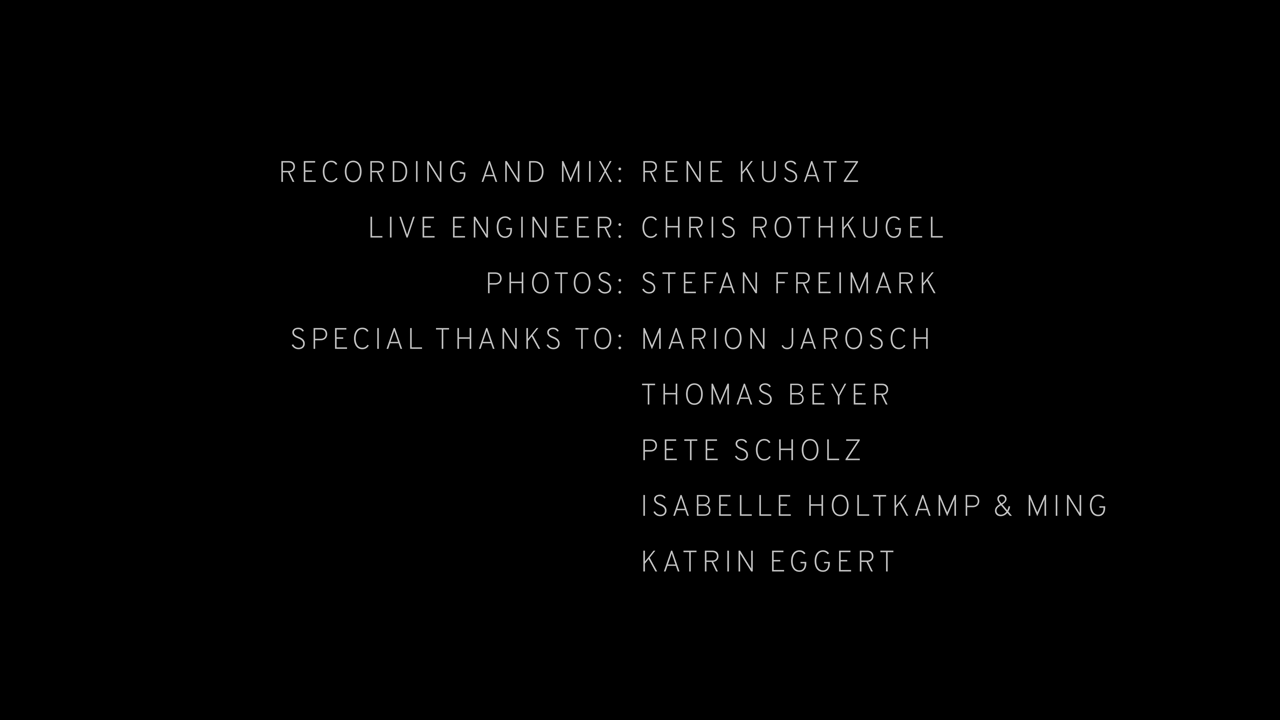 RECORDING AND MIX: RENE KUSATZ
LIVE ENGINEER: CHRIS ROTHKUGEL
PHOTOS: STEFAN FREIMARK
SPECIAL THANKS TO: MARION JAROSCH
THOMAS BEYER
PETE SCHOLZ
ISABELLE HOLTKAMP & MING
KATRIN EGGERT